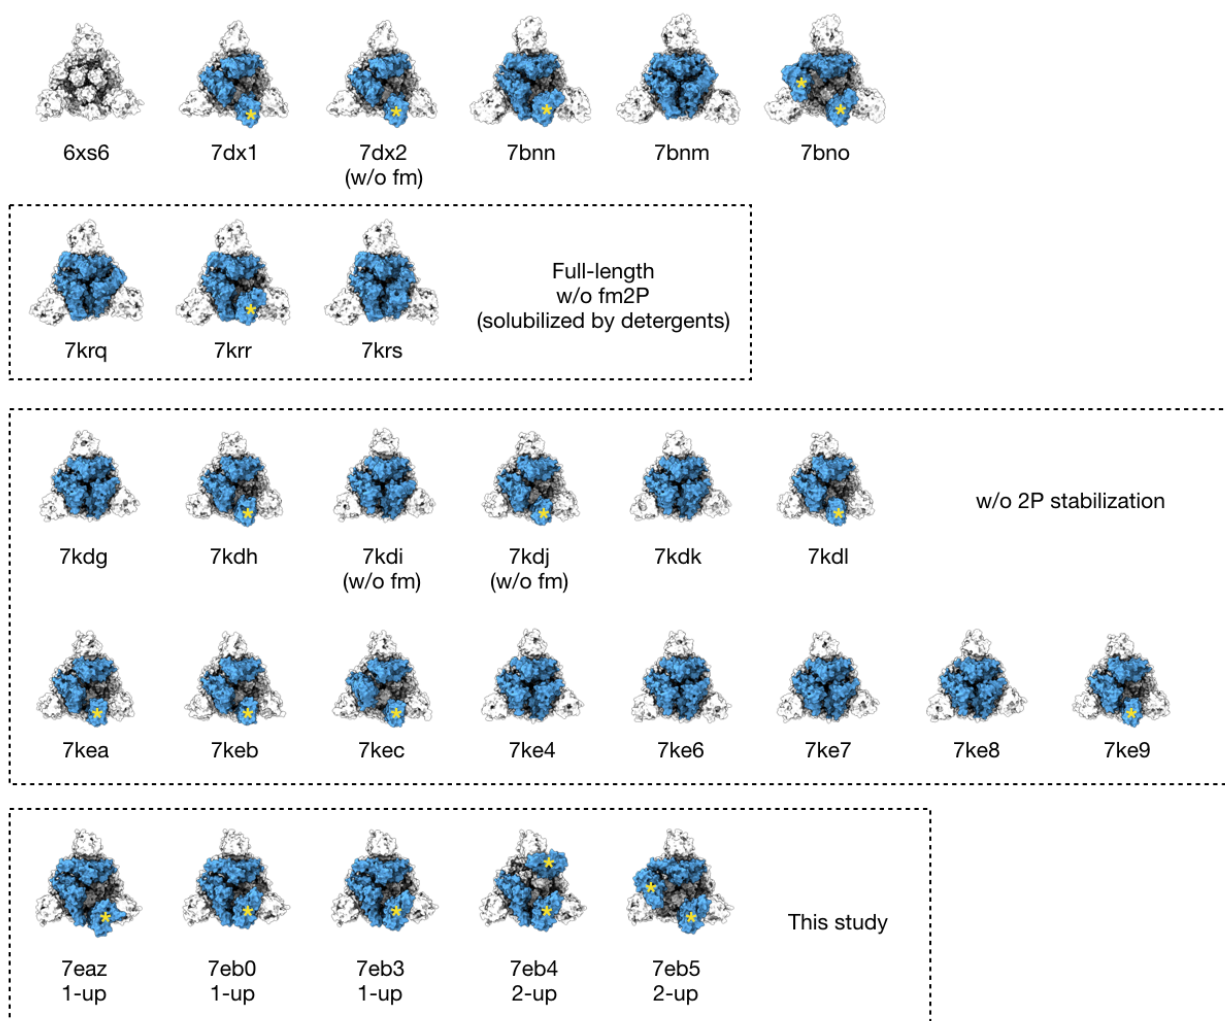 6xs6
7dx1
7dx2
(w/o fm)
7bnn
7bnm
7bno
7krq
7krr
7krs
Full-length
w/o fm2P
(solubilized by detergents)
7kdg
7kdh
7kdi
(w/o fm)
7kdj
(w/o fm)
7kdk
7kdl
w/o 2P stabilization
7kea
7keb
7kec
7ke4
7ke6
7ke7
7ke8
7ke9
7eaz
1-up
7eb0
1-up
7eb3
1-up
7eb4
2-up
7eb5
2-up
This study